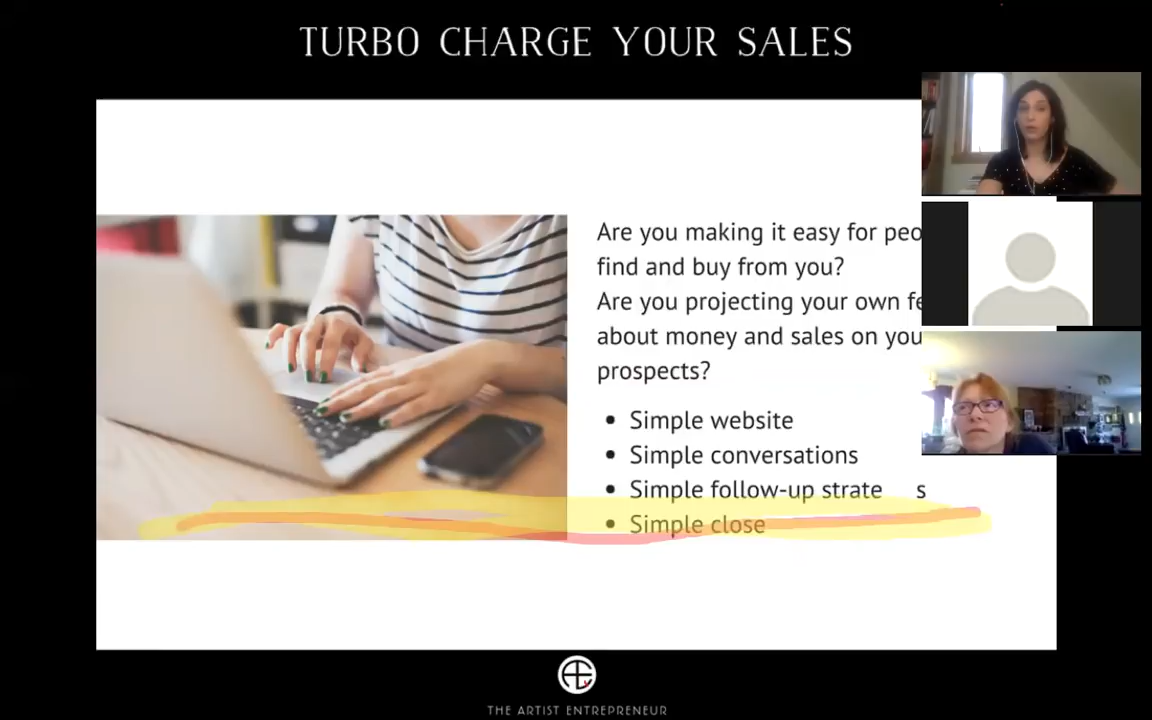 TURBO CHARGE YOUR SALES
Are you making it easy for peo
find and buy from you?
Are you projecting your own fe
about money and sales on you
prospects?
• Simple website
• Simple conversations
• Simple follow-up strate s
• Simple close
THE ARTIST ENTREPRENEUR